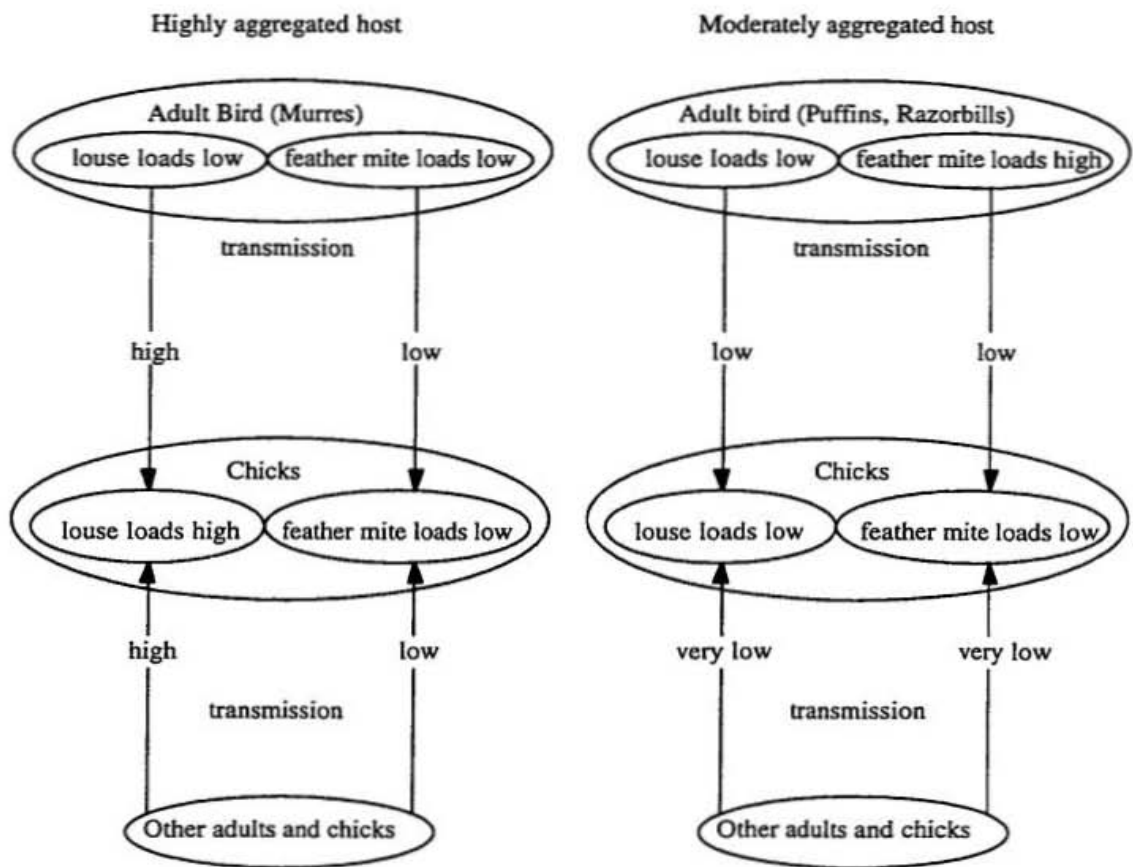 Highly aggregated host
Adult Bird (Murres)
louse loads low
feather mite loads low
transmission
high
low
Chicks
louse loads high
feather mite loads low
high
low
transmission
Other adults and chicks
Moderately aggregated host
Adult bird (Puffins, Razorbills)
louse loads low
feather mite loads high
transmission
low
low
Chicks
louse loads low
feather mite loads low
very low
very low
transmission
Other adults and chicks